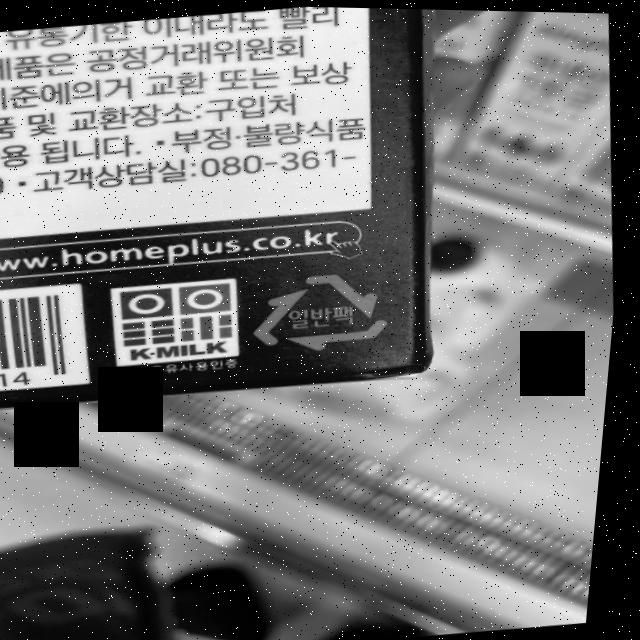 유통기한 이내라도 빨리
제품은 공정거래위원회
기준에의거 교환 또는 보상
품 및 교환장소:구입처
용 됩니다. •부정·불량식품
•고객상담실:080-361-
www.homeplus.co.kr
일반팩
K-MILK
14